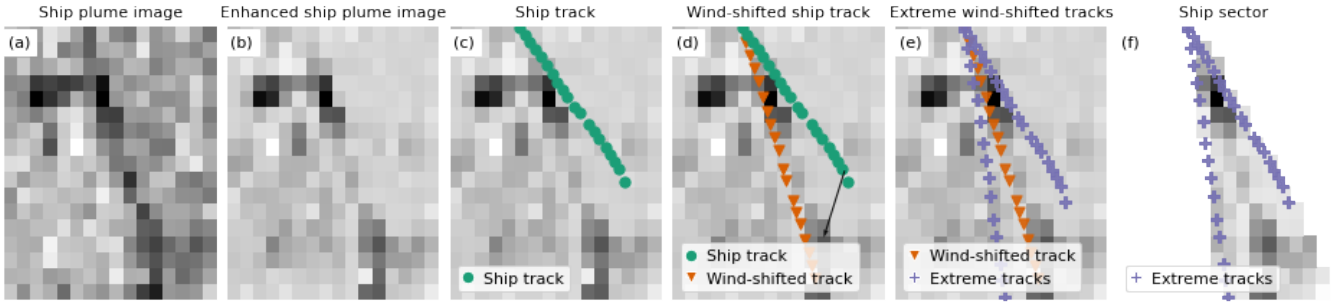 Ship plume image
Enhanced ship plume image
Ship track
Wind-shifted ship track
Extreme wind-shifted tracks
Ship sector
(a)
(b)
(c)
(d)
(e)
(f)
Ship track
Ship track
Wind-shifted track
Wind-shifted track
Extreme tracks
Extreme tracks